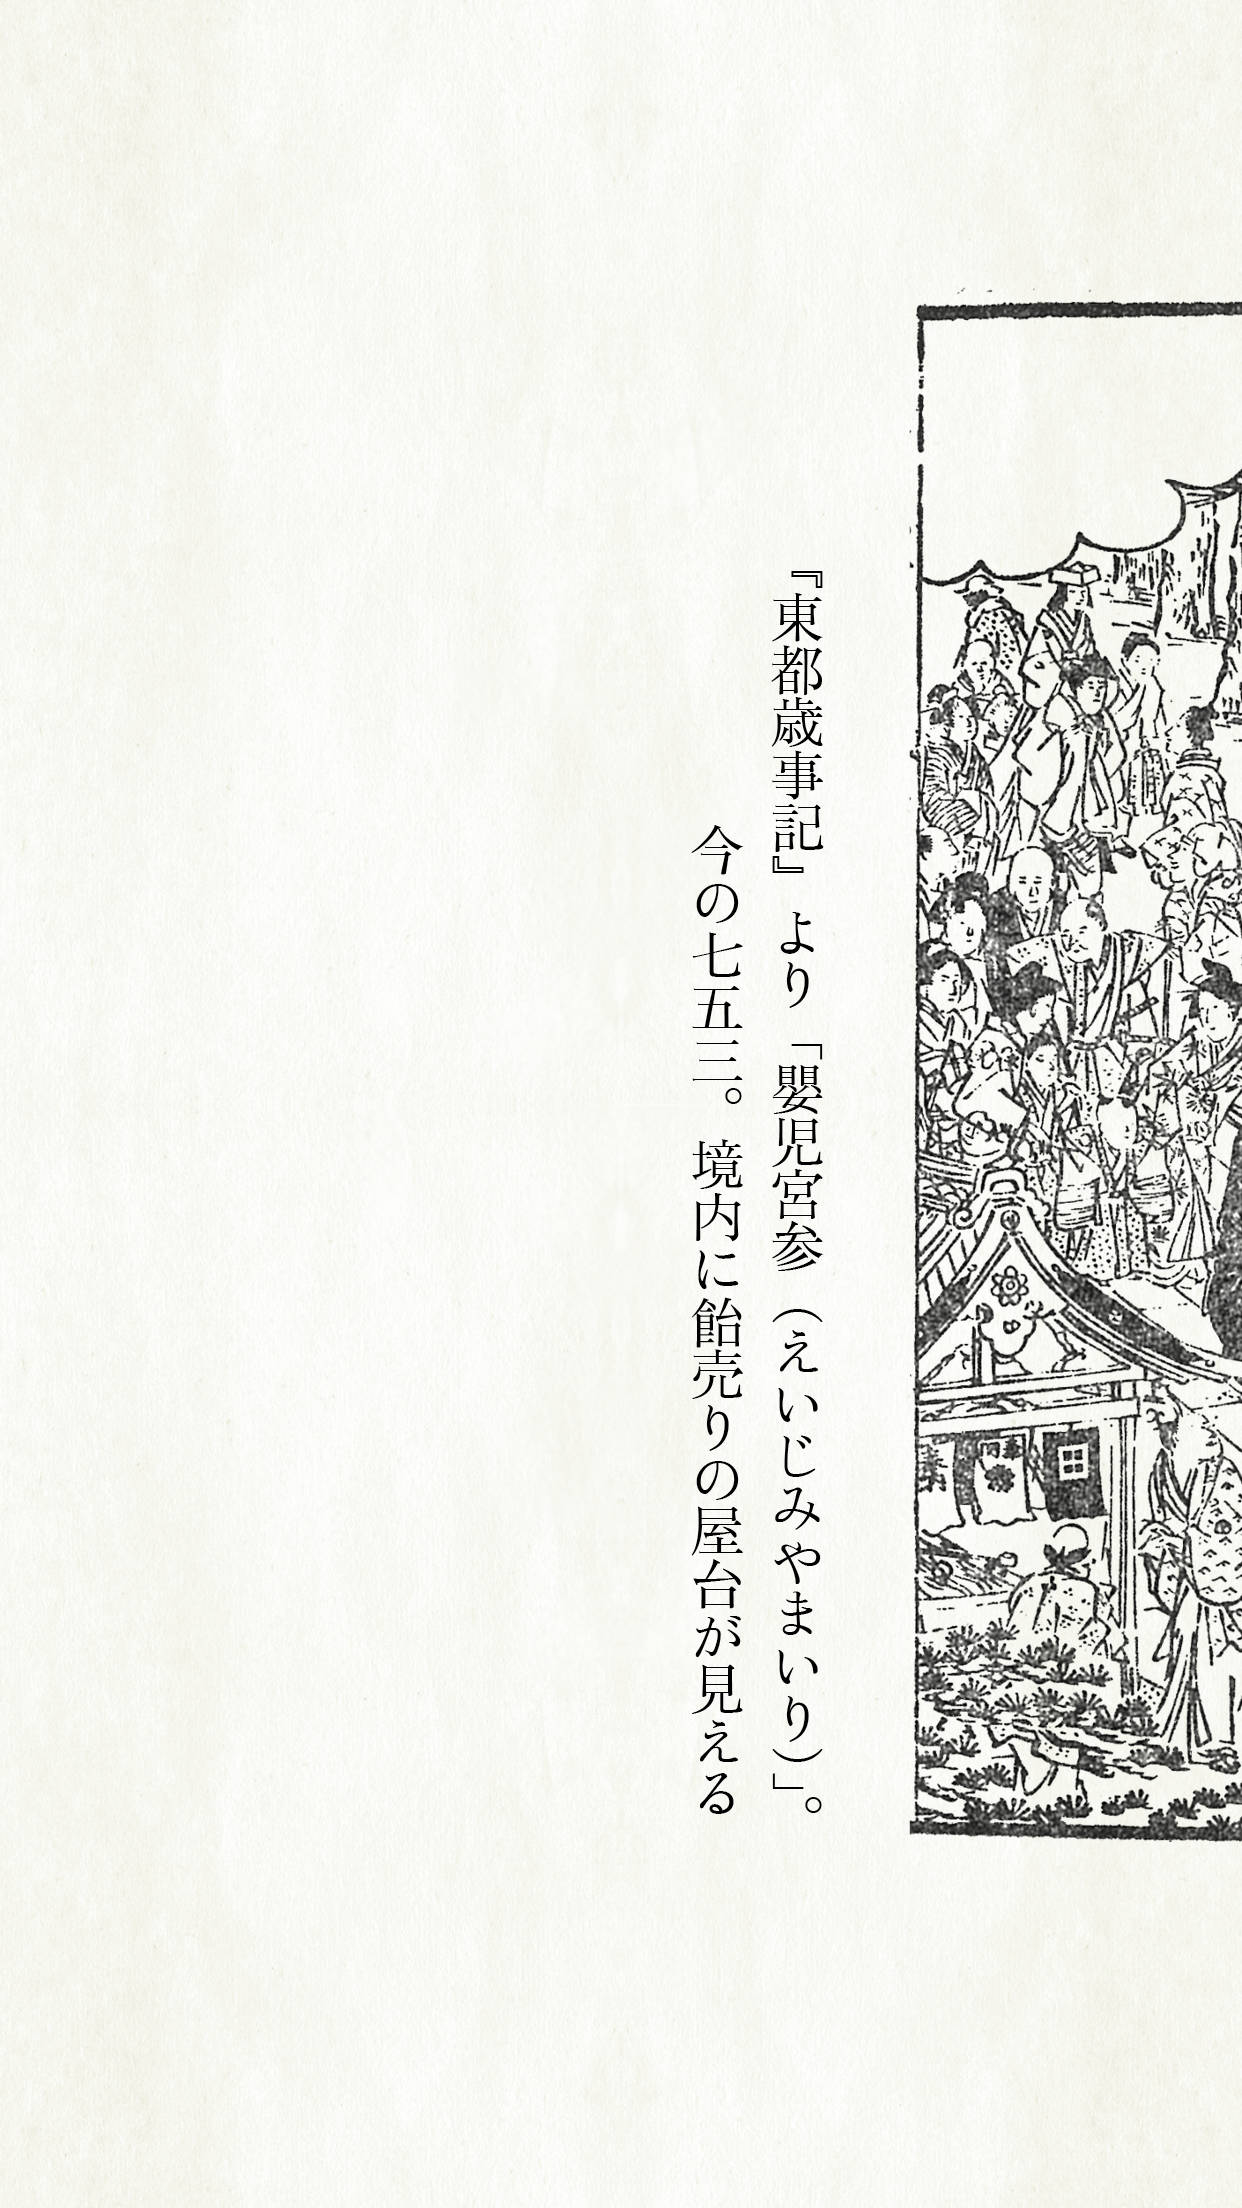 『東都歳事記』より「嬰児宮参（えいじみやまいり）」。
今の七五三。境内に飴売りの屋台が見える